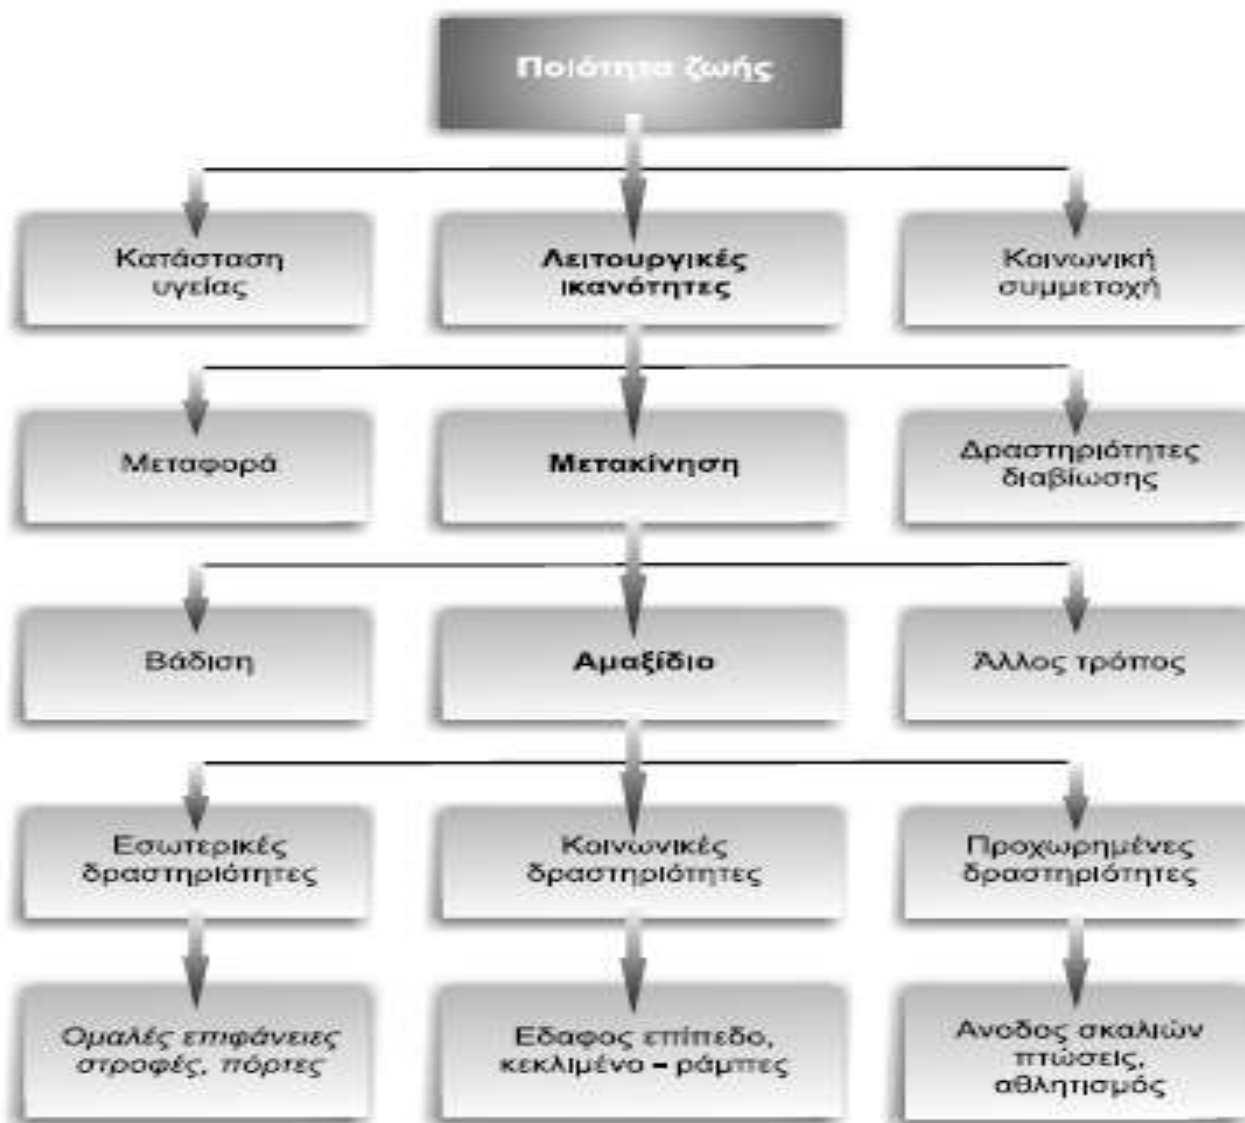 Ποιότητα ζωής
Κατάσταση
υγείας
Λειτουργικές
ικανότητες
Κοινωνική
συμμετοχή
Μεταφορά
Μετακίνηση
Δραστηριότητες
διαβίωσης
Βάδιση
Αμαξίδιο
Άλλος τρόπος
Εσωτερικές
δραστηριότητες
Κοινωνικές
δραστηριότητες
Προχωρημένες
δραστηριότητες
Ομαλές επιφάνειες
στροφές, πόρτες
Εδαφος επίπεδο,
κεκλιμένο – ράμπες
Ανοδος σκαλιών
πτώσεις,
αθλητισμός